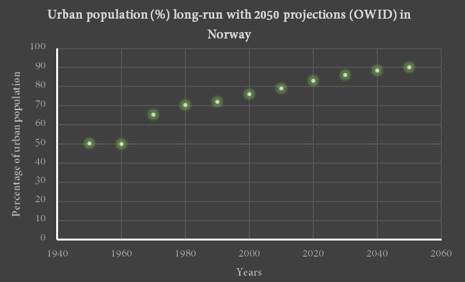 Urban population (%) long-run with 2050 projections (OWID) in
Norway
Percentage of urban population
100
90
80
70
60
50
40
30
20
10
0
1940 1960 1980 2000 2020 2040 2060
Years